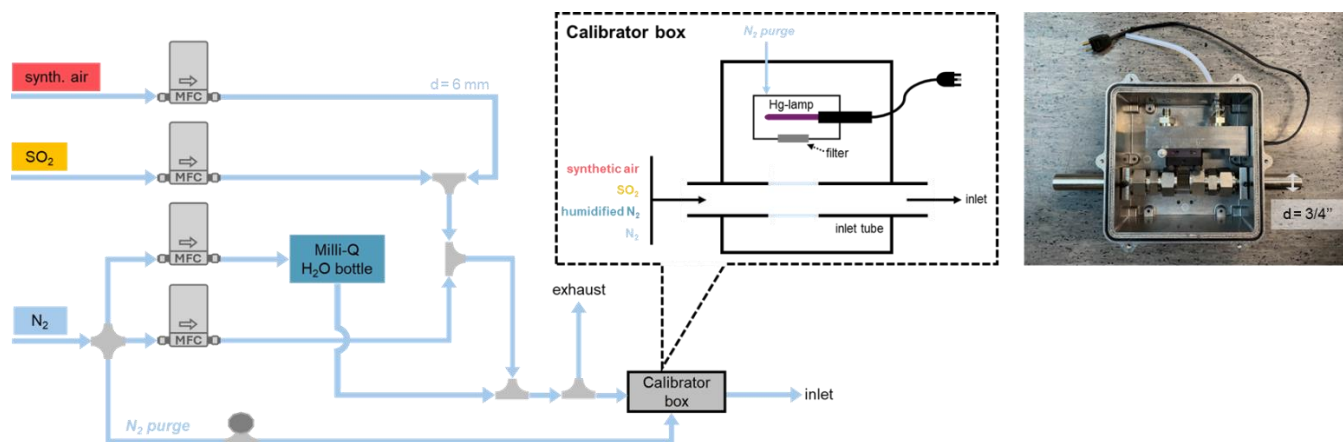 synth. air
MFC
d = 6 mm
SO₂
MFC
MFC
Milli-Q
H₂O bottle
N₂
MFC
N₂ purge
exhaust
Calibrator
box
inlet
Calibrator box
N₂ purge
Hg-lamp
filter
synthetic air
SO₂
humidified N₂
N₂
inlet
inlet tube
d = 3/4"